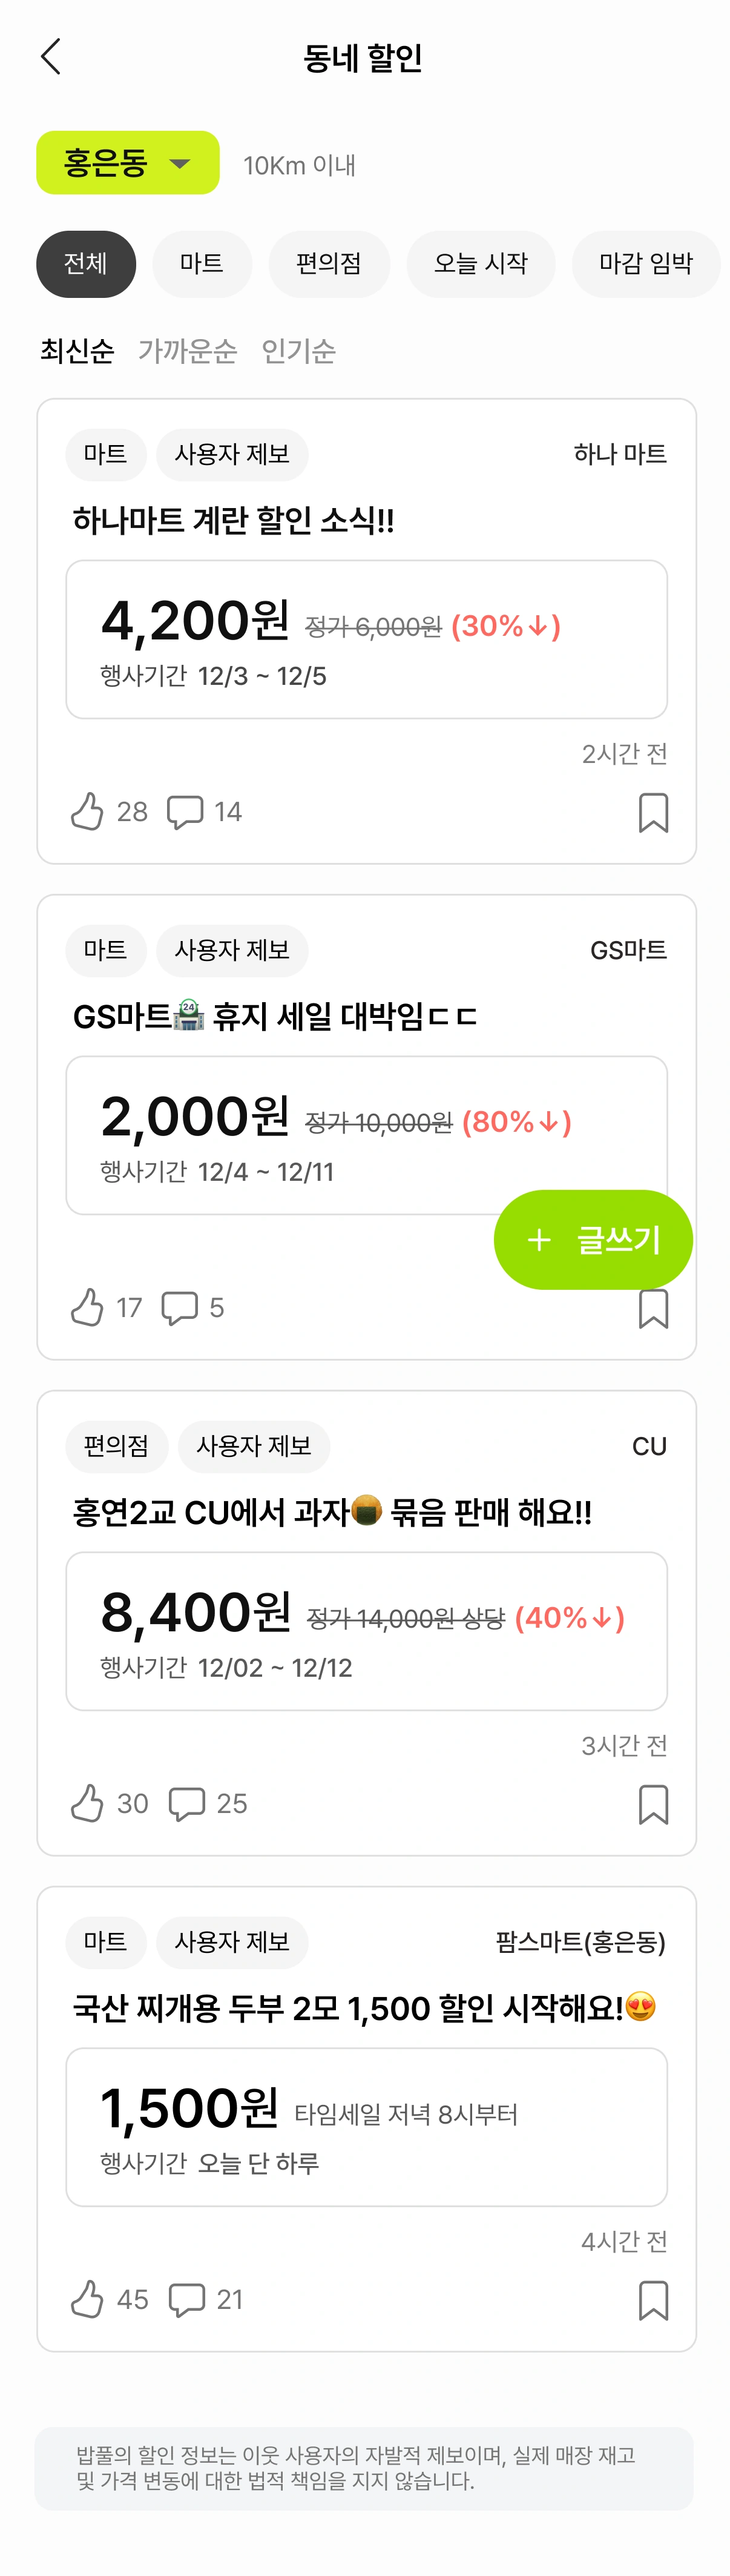 동네 할인
홍은동 10Km 이내
전체 마트 편의점 오늘 시작 마감 임박
최신순 가까운순 인기순
마트 사용자 제보 하나 마트
하나마트 계란 할인 소식!!
4,200원 정가 6,000원 (30%↓)
행사기간 12/3 ~ 12/5
2시간 전
28 14
마트 사용자 제보 GS마트
GS마트🏪 휴지 세일 대박임ㄷㄷ
2,000원 정가 10,000원 (80%↓)
행사기간 12/4 ~ 12/11
+ 글쓰기
17 5
편의점 사용자 제보 CU
홍연2교 CU에서 과자🍘 묶음 판매 해요!!
8,400원 정가 14,000원 상당 (40%↓)
행사기간 12/02 ~ 12/12
3시간 전
30 25
마트 사용자 제보 팜스마트(홍은동)
국산 찌개용 두부 2모 1,500 할인 시작해요!😍
1,500원 타임세일 저녁 8시부터
행사기간 오늘 단 하루
4시간 전
45 21
밥풀의 할인 정보는 이웃 사용자의 자발적 제보이며, 실제 매장 재고
및 가격 변동에 대한 법적 책임을 지지 않습니다.